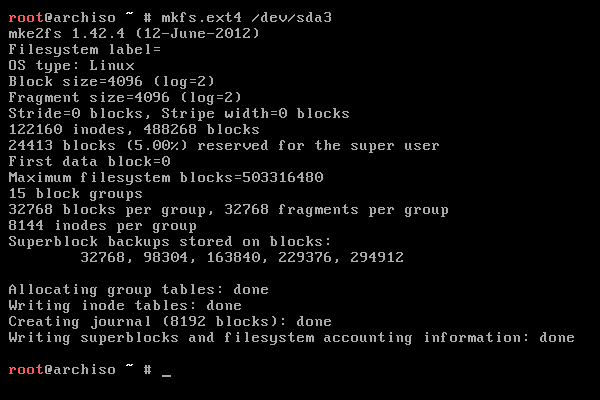 root@archiso ~ # mkfs.ext4 /dev/sda3
mke2fs 1.42.4 (12-June-2012)
Filesystem label=
OS type: Linux
Block size=4096 (log=2)
Fragment size=4096 (log=2)
Stride=0 blocks, Stripe width=0 blocks
122160 inodes, 488268 blocks
24413 blocks (5.00%) reserved for the super user
First data block=0
Maximum filesystem blocks=503316480
15 block groups
32768 blocks per group, 32768 fragments per group
8144 inodes per group
Superblock backups stored on blocks:
        32768, 98304, 163840, 229376, 294912

Allocating group tables: done
Writing inode tables: done
Creating journal (8192 blocks): done
Writing superblocks and filesystem accounting information: done

root@archiso ~ # _